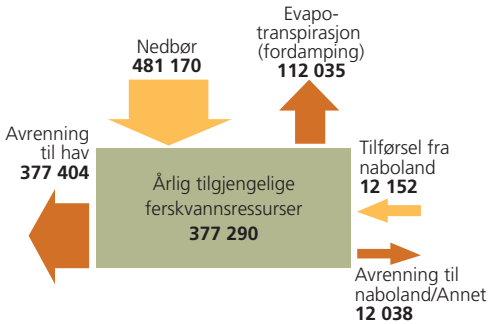 Evapo-
transpirasjon
(fordamping)
112 035
Nedbør
481 170
Avrenning
til hav
377 404
Årlig tilgjengelige
ferskvannsressurser
377 290
Tilførsel fra
naboland
12 152
Avrenning til
naboland/Annet
12 038